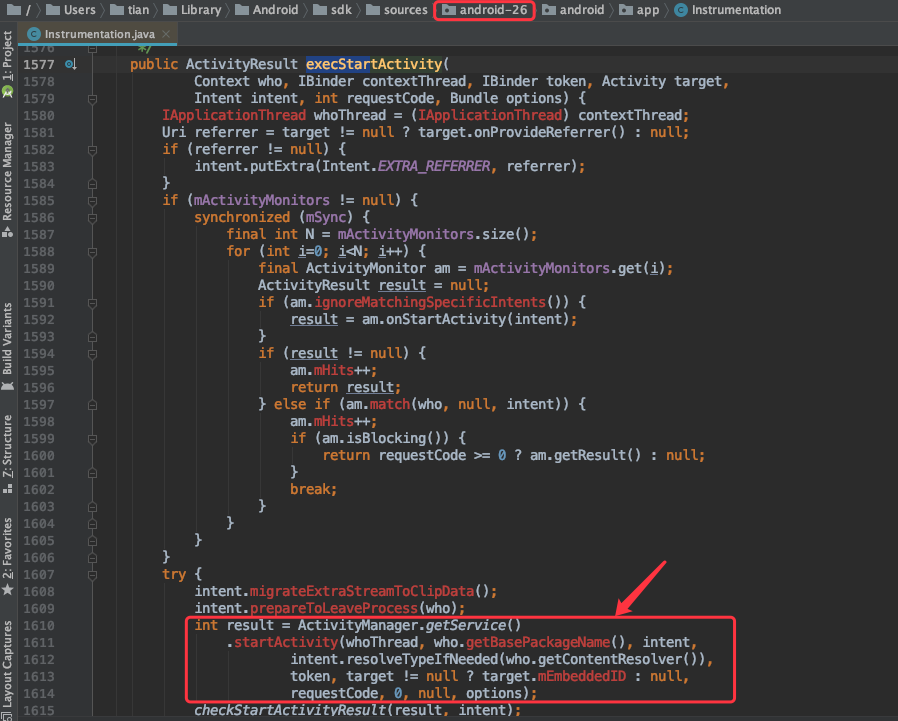 / Users tian Library Android sdk sources android-26 android app Instrumentation
Instrumentation.java
1: Project
Resource Manager
Build Variants
7: Structure
2: Favorites
Layout Captures
1576 */
1577 public ActivityResult execStartActivity(
1578 Context who, IBinder contextThread, IBinder token, Activity target,
1579 Intent intent, int requestCode, Bundle options) {
1580 IApplicationThread whoThread = (IApplicationThread) contextThread;
1581 Uri referrer = target != null ? target.onProvideReferrer() : null;
1582 if (referrer != null) {
1583 intent.putExtra(Intent.EXTRA_REFERRER, referrer);
1584 }
1585 if (mActivityMonitors != null) {
1586 synchronized (mSync) {
1587 final int N = mActivityMonitors.size();
1588 for (int i=0; i<N; i++) {
1589 final ActivityMonitor am = mActivityMonitors.get(i);
1590 ActivityResult result = null;
1591 if (am.ignoreMatchingSpecificIntents()) {
1592 result = am.onStartActivity(intent);
1593 }
1594 if (result != null) {
1595 am.mHits++;
1596 return result;
1597 } else if (am.match(who, null, intent)) {
1598 am.mHits++;
1599 if (am.isBlocking()) {
1600 return requestCode >= 0 ? am.getResult() : null;
1601 }
1602 break;
1603 }
1604 }
1605 }
1606 }
1607 try {
1608 intent.migrateExtraStreamToClipData();
1609 intent.prepareToLeaveProcess(who);
1610 int result = ActivityManager.getService()
1611 .startActivity(whoThread, who.getBasePackageName(), intent,
1612 intent.resolveTypeIfNeeded(who.getContentResolver()),
1613 token, target != null ? target.mEmbeddedID : null,
1614 requestCode, 0, null, options);
1615 checkStartActivityResult(result, intent);